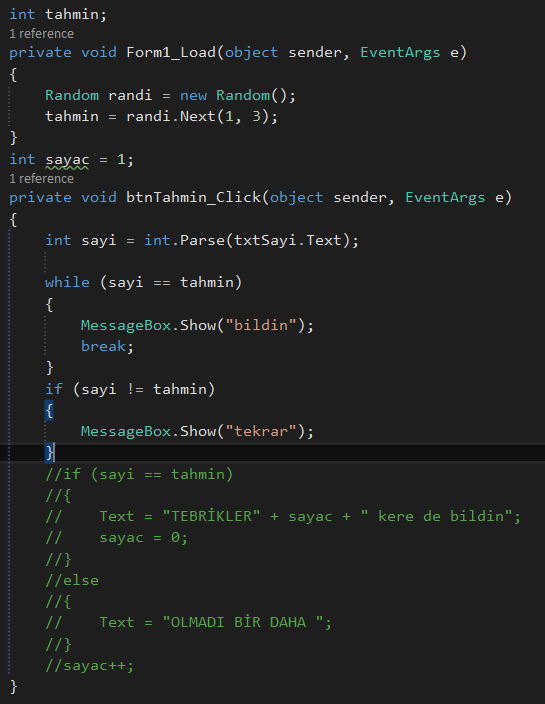 int tahmin;
1 reference
private void Form1_Load(object sender, EventArgs e)
{
    Random randi = new Random();
    tahmin = randi.Next(1, 3);
}
int sayac = 1;
1 reference
private void btnTahmin_Click(object sender, EventArgs e)
{
    int sayi = int.Parse(txtSayi.Text);

    while (sayi == tahmin)
    {
        MessageBox.Show("bildin");
        break;
    }
    if (sayi != tahmin)
    {
        MessageBox.Show("tekrar");
    }
    //if (sayi == tahmin)
    //{
    //    Text = "TEBRİKLER" + sayac + " kere de bildin";
    //    sayac = 0;
    //}
    //else
    //{
    //    Text = "OLMADI BİR DAHA ";
    //}
    //sayac++;
}